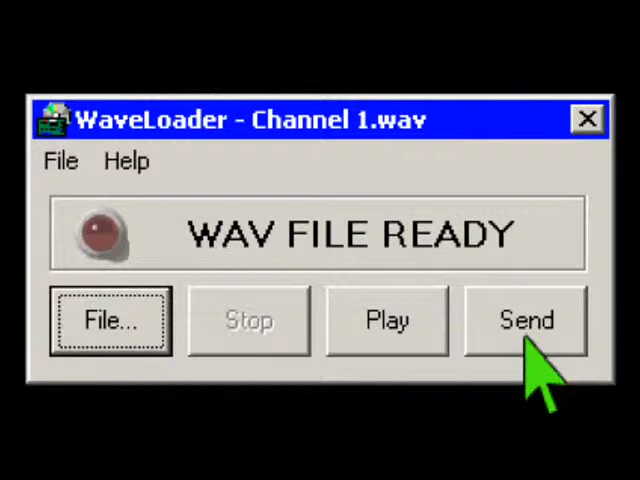 WaveLoader - Channel 1.wav
File Help
WAV FILE READY
File... Stop Play Send